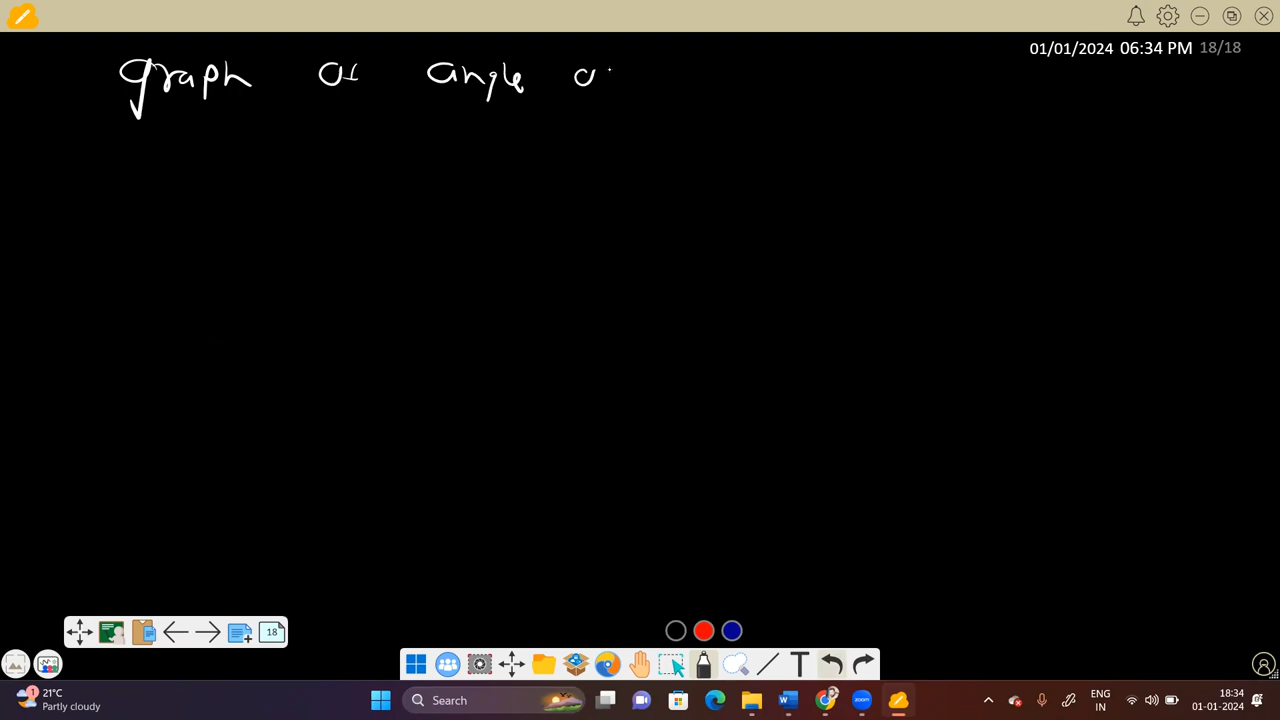 01/01/2024 06:34 PM 18/18
graph of angle o
18
1
21°C
Partly cloudy
Search
ENG
IN
18:34
01-01-2024